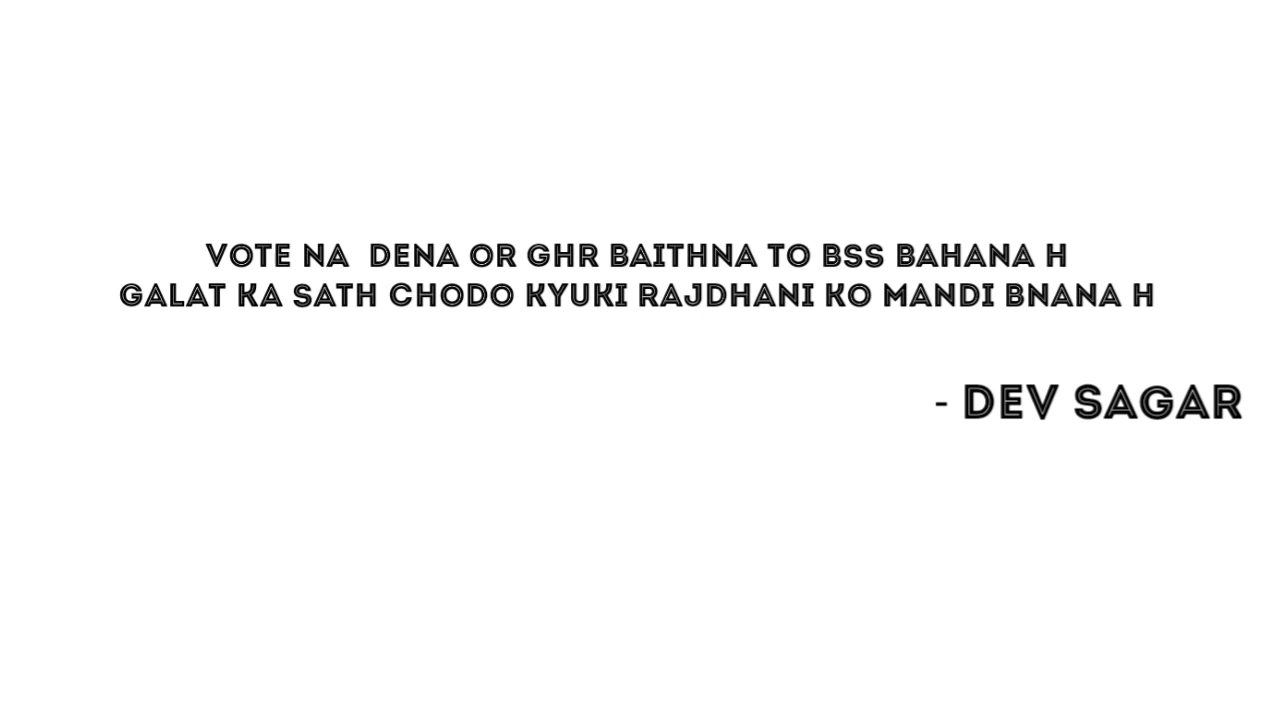 VOTE NA  DENA OR GHR BAITHNA TO BSS BAHANA H
GALAT KA SATH CHODO KYUKI RAJDHANI KO MANDI BNANA H
- DEV SAGAR